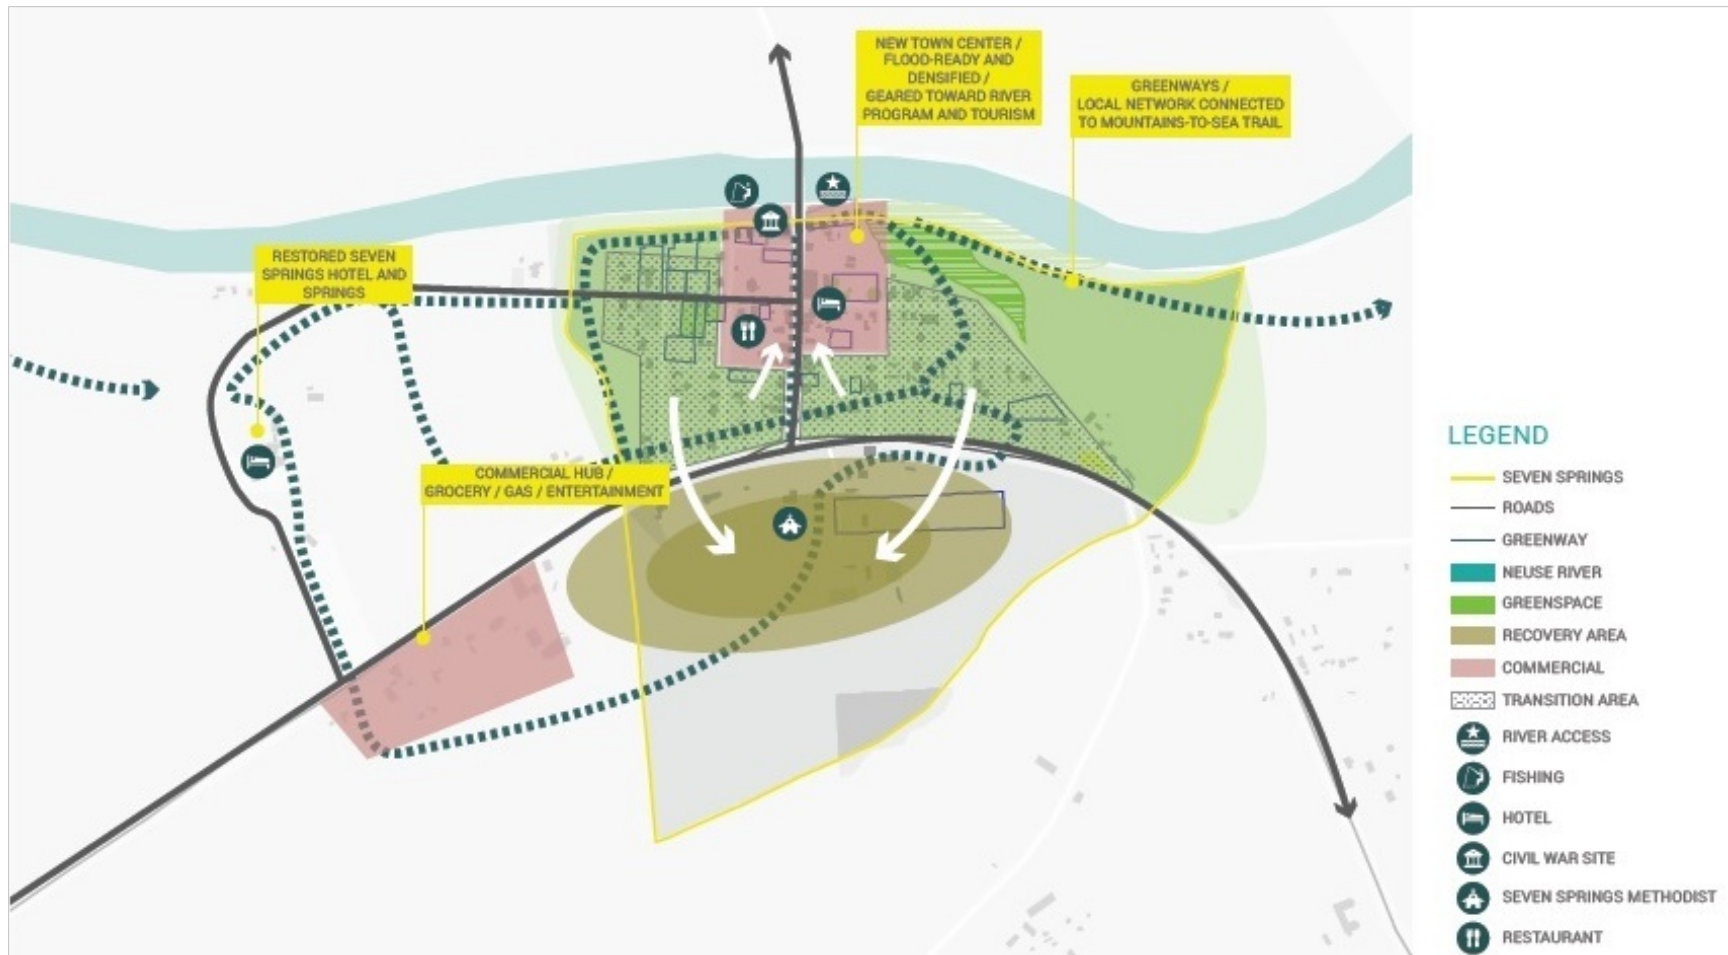 NEW TOWN CENTER /
FLOOD-READY AND
DENSIFIED /
GEARED TOWARD RIVER
PROGRAM AND TOURISM
GREENWAYS /
LOCAL NETWORK CONNECTED
TO MOUNTAINS-TO-SEA TRAIL
RESTORED SEVEN
SPRINGS HOTEL AND
SPRINGS
COMMERCIAL HUB /
GROCERY / GAS / ENTERTAINMENT
LEGEND
SEVEN SPRINGS
ROADS
GREENWAY
NEUSE RIVER
GREENSPACE
RECOVERY AREA
COMMERCIAL
TRANSITION AREA
RIVER ACCESS
FISHING
HOTEL
CIVIL WAR SITE
SEVEN SPRINGS METHODIST
RESTAURANT